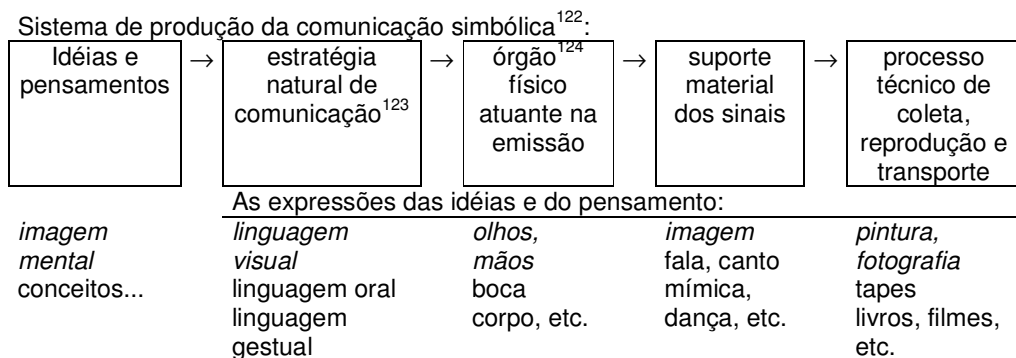 Sistema de produção da comunicação simbólica122:
Idéias e pensamentos → estratégia natural de comunicação123 → órgão124 físico atuante na emissão → suporte material dos sinais → processo técnico de coleta, reprodução e transporte
As expressões das idéias e do pensamento:
imagem linguagem olhos, imagem pintura,
mental visual mãos fala, canto fotografia
conceitos... linguagem oral boca mímica, tapes
linguagem corpo, etc. dança, etc. livros, filmes,
gestual etc.